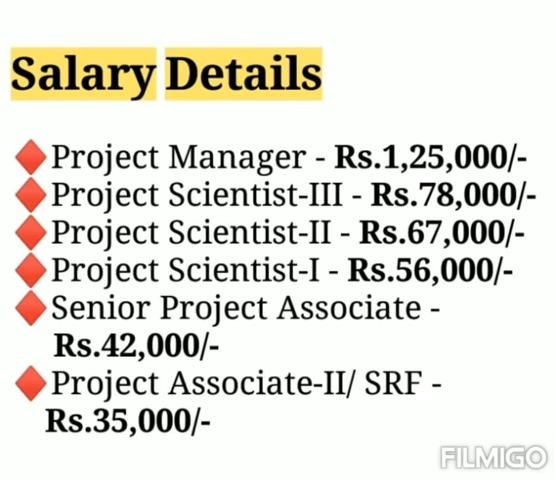 Salary Details
Project Manager - Rs.1,25,000/-
Project Scientist-III - Rs.78,000/-
Project Scientist-II - Rs.67,000/-
Project Scientist-I - Rs.56,000/-
Senior Project Associate -
Rs.42,000/-
Project Associate-II/ SRF -
Rs.35,000/-
FILMIGO